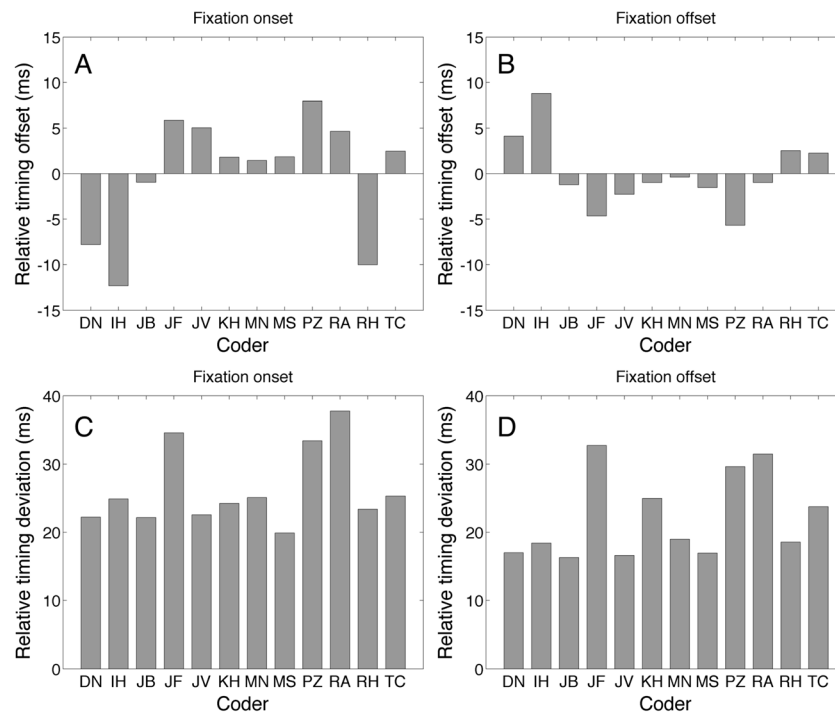 Fixation onset
A
Relative timing offset (ms)
15
10
5
0
-5
-10
-15
DN IH JB JF JV KH MN MS PZ RA RH TC
Coder
Fixation offset
B
Relative timing offset (ms)
15
10
5
0
-5
-10
-15
DN IH JB JF JV KH MN MS PZ RA RH TC
Coder
Fixation onset
C
Relative timing deviation (ms)
40
30
20
10
0
DN IH JB JF JV KH MN MS PZ RA RH TC
Coder
Fixation offset
D
Relative timing deviation (ms)
40
30
20
10
0
DN IH JB JF JV KH MN MS PZ RA RH TC
Coder